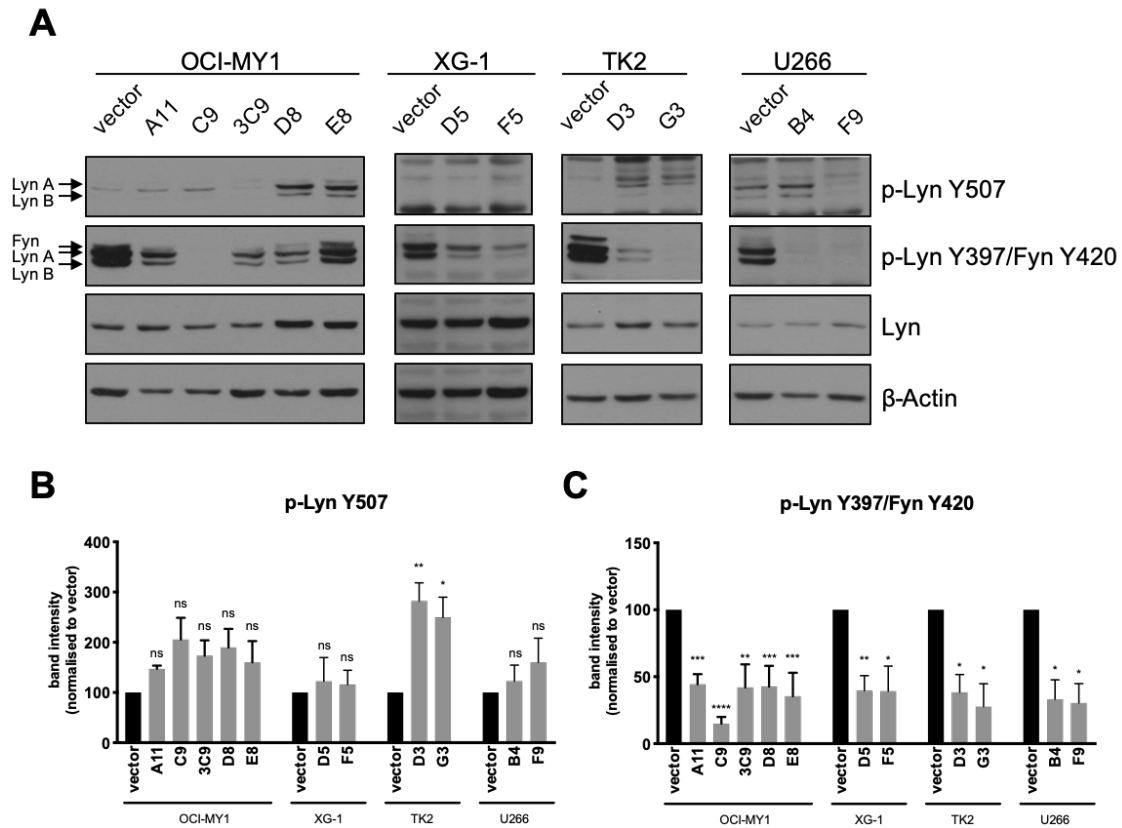 A
OCI-MY1 XG-1 TK2 U266
vector A11 C9 3C9 D8 E8 vector D5 F5 vector D3 G3 vector B4 F9
Lyn A
Lyn B
p-Lyn Y507
Fyn
Lyn A
Lyn B
p-Lyn Y397/Fyn Y420
Lyn
β-Actin
B
p-Lyn Y507
band intensity
(normalised to vector)
400
300
200
100
0
ns ns ns ns ns ns ns ** * ns ns
vector A11 C9 3C9 D8 E8 vector D5 F5 vector D3 G3 vector B4 F9
OCI-MY1 XG-1 TK2 U266
C
p-Lyn Y397/Fyn Y420
band intensity
(normalised to vector)
150
100
50
0
*** **** ** *** *** ** * * * * *
vector A11 C9 3C9 D8 E8 vector D5 F5 vector D3 G3 vector B4 F9
OCI-MY1 XG-1 TK2 U266